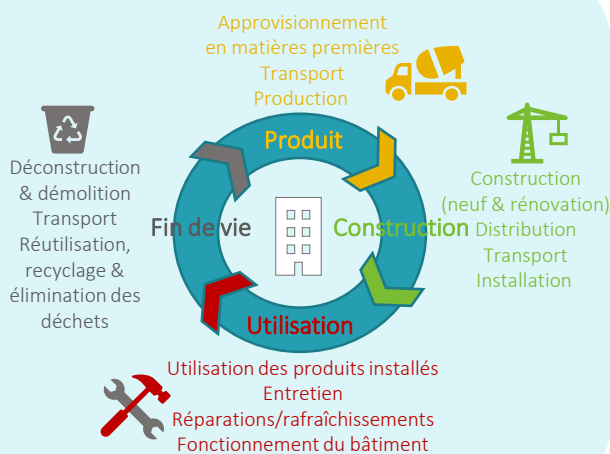 Approvisionnement
en matières premières
Transport
Production
Produit
Construction
(neuf & rénovation)
Distribution
Transport
Installation
Construction
Utilisation
Utilisation des produits installés
Entretien
Réparations/rafraîchissements
Fonctionnement du bâtiment
Fin de vie
Déconstruction
& démolition
Transport
Réutilisation,
recyclage &
élimination des
déchets